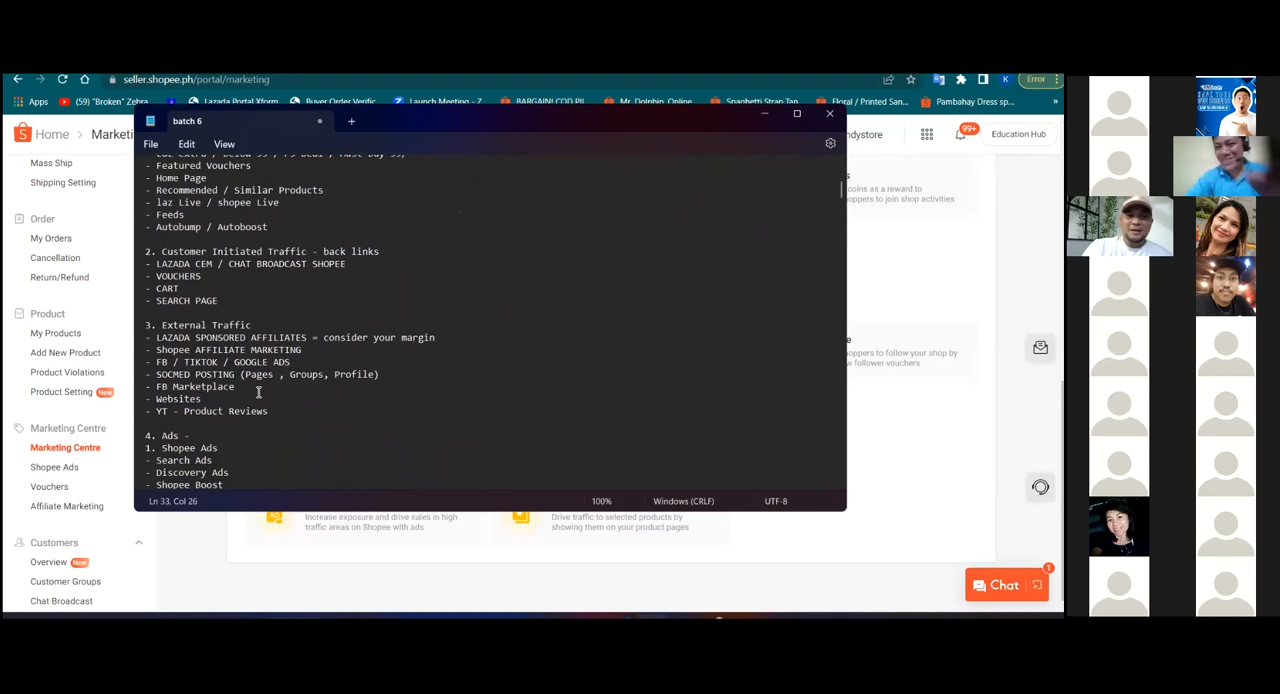 seller.shopee.ph/portal/marketing
Error
Apps
(59) "Broken" Zebra..
Lazada Portal Xform
Buyer Order Verific..
Launch Meeting - Z...
BARGAIN! COD PIL...
Mr. Dolphin, Online...
Spaghetti Strap Tan...
Floral / Printed San...
Pambahay Dress sp...
»
Home > Marketi
ndystore
99+
Education Hub
batch 6
File Edit View
Mass Ship
Shipping Setting
Order
My Orders
Cancellation
Return/Refund
Product
My Products
Add New Product
Product Violations
Product Setting New
Marketing Centre
Marketing Centre
Shopee Ads
Vouchers
Affiliate Marketing
Customers
Overview New
Customer Groups
Chat Broadcast
- Featured Vouchers
- Home Page
- Recommended / Similar Products
- laz Live / shopee Live
- Feeds
- Autobump / Autoboost
2. Customer Initiated Traffic - back links
- LAZADA CEM / CHAT BROADCAST SHOPEE
- VOUCHERS
- CART
- SEARCH PAGE
3. External Traffic
- LAZADA SPONSORED AFFILIATES = consider your margin
- Shopee AFFILIATE MARKETING
- FB / TIKTOK / GOOGLE ADS
- SOCMED POSTING (Pages , Groups, Profile)
- FB Marketplace
- Websites
- YT - Product Reviews
4. Ads -
1. Shopee Ads
- Search Ads
- Discovery Ads
- Shopee Boost
Ln 33, Col 26
100%
Windows (CRLF)
UTF-8
coins as a reward to
oppers to join shop activities
oppers to follow your shop by
w follower vouchers
Increase exposure and drive sales in high
traffic areas on Shopee with ads
Drive traffic to selected products by
showing them on your product pages
Chat
1